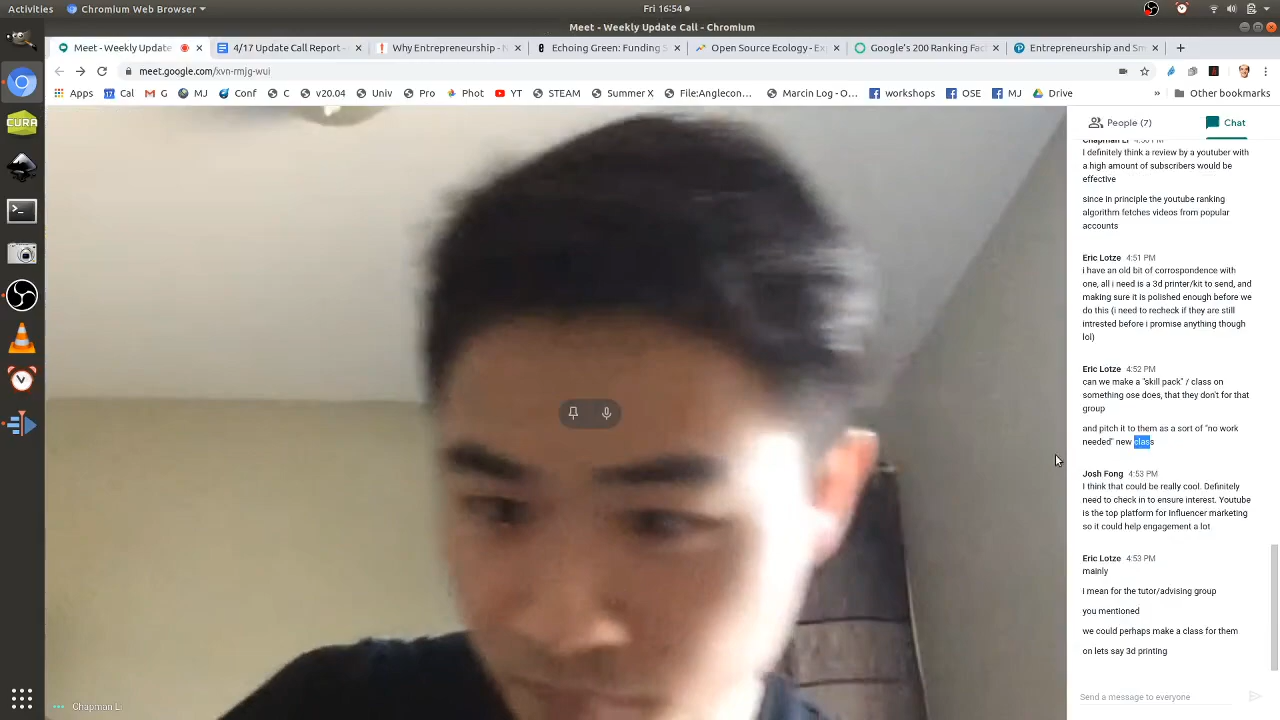 Activities
Chromium Web Browser
Fri 16:54
Meet - Weekly Update Call - Chromium
Meet - Weekly Update
4/17 Update Call Report -
Why Entrepreneurship - N
Echoing Green: Funding S
Open Source Ecology - Exp
Google's 200 Ranking Fact
Entrepreneurship and Sm
meet.google.com/xvn-rmjg-wui
Apps
Cal
G
MJ
Conf
C
v20.04
Univ
Pro
Phot
YT
STEAM
Summer X
File:Anglecon...
Marcin Log - O...
workshops
OSE
MJ
Drive
»
Other bookmarks
People (7)
Chat
I definitely think a review by a youtuber with
a high amount of subscribers would be
effective
since in principle the youtube ranking
algorithm fetches videos from popular
accounts
Eric Lotze 4:51 PM
i have an old bit of corrospondence with
one, all i need is a 3d printer/kit to send, and
making sure it is polished enough before we
do this (i need to recheck if they are still
intrested before i promise anything though
lol)
Eric Lotze 4:52 PM
can we make a "skill pack" / class on
something ose does, that they don't for that
group
and pitch it to them as a sort of "no work
needed" new class
Josh Fong 4:53 PM
I think that could be really cool. Definitely
need to check in to ensure interest. Youtube
is the top platform for Influencer marketing
so it could help engagement a lot
Eric Lotze 4:53 PM
mainly
i mean for the tutor/advising group
you mentioned
we could perhaps make a class for them
on lets say 3d printing
Send a message to everyone
Chapman Li
CURA